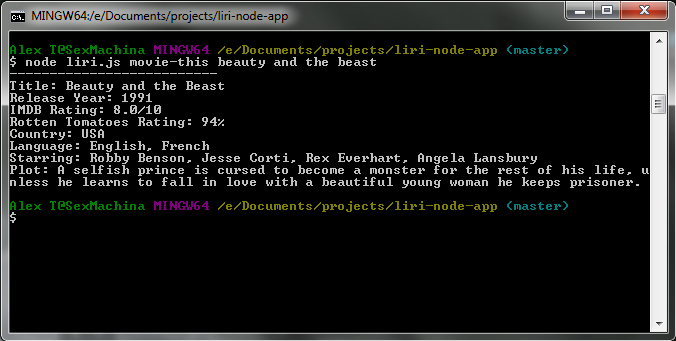 MINGW64:/e/Documents/projects/liri-node-app
Alex T@SexMachina MINGW64 /e/Documents/projects/liri-node-app (master)
$ node liri.js movie-this beauty and the beast
--------------------------
Title: Beauty and the Beast
Release Year: 1991
IMDB Rating: 8.0/10
Rotten Tomatoes Rating: 94%
Country: USA
Language: English, French
Starring: Robby Benson, Jesse Corti, Rex Everhart, Angela Lansbury
Plot: A selfish prince is cursed to become a monster for the rest of his life, u
nless he learns to fall in love with a beautiful young woman he keeps prisoner.
Alex T@SexMachina MINGW64 /e/Documents/projects/liri-node-app (master)
$